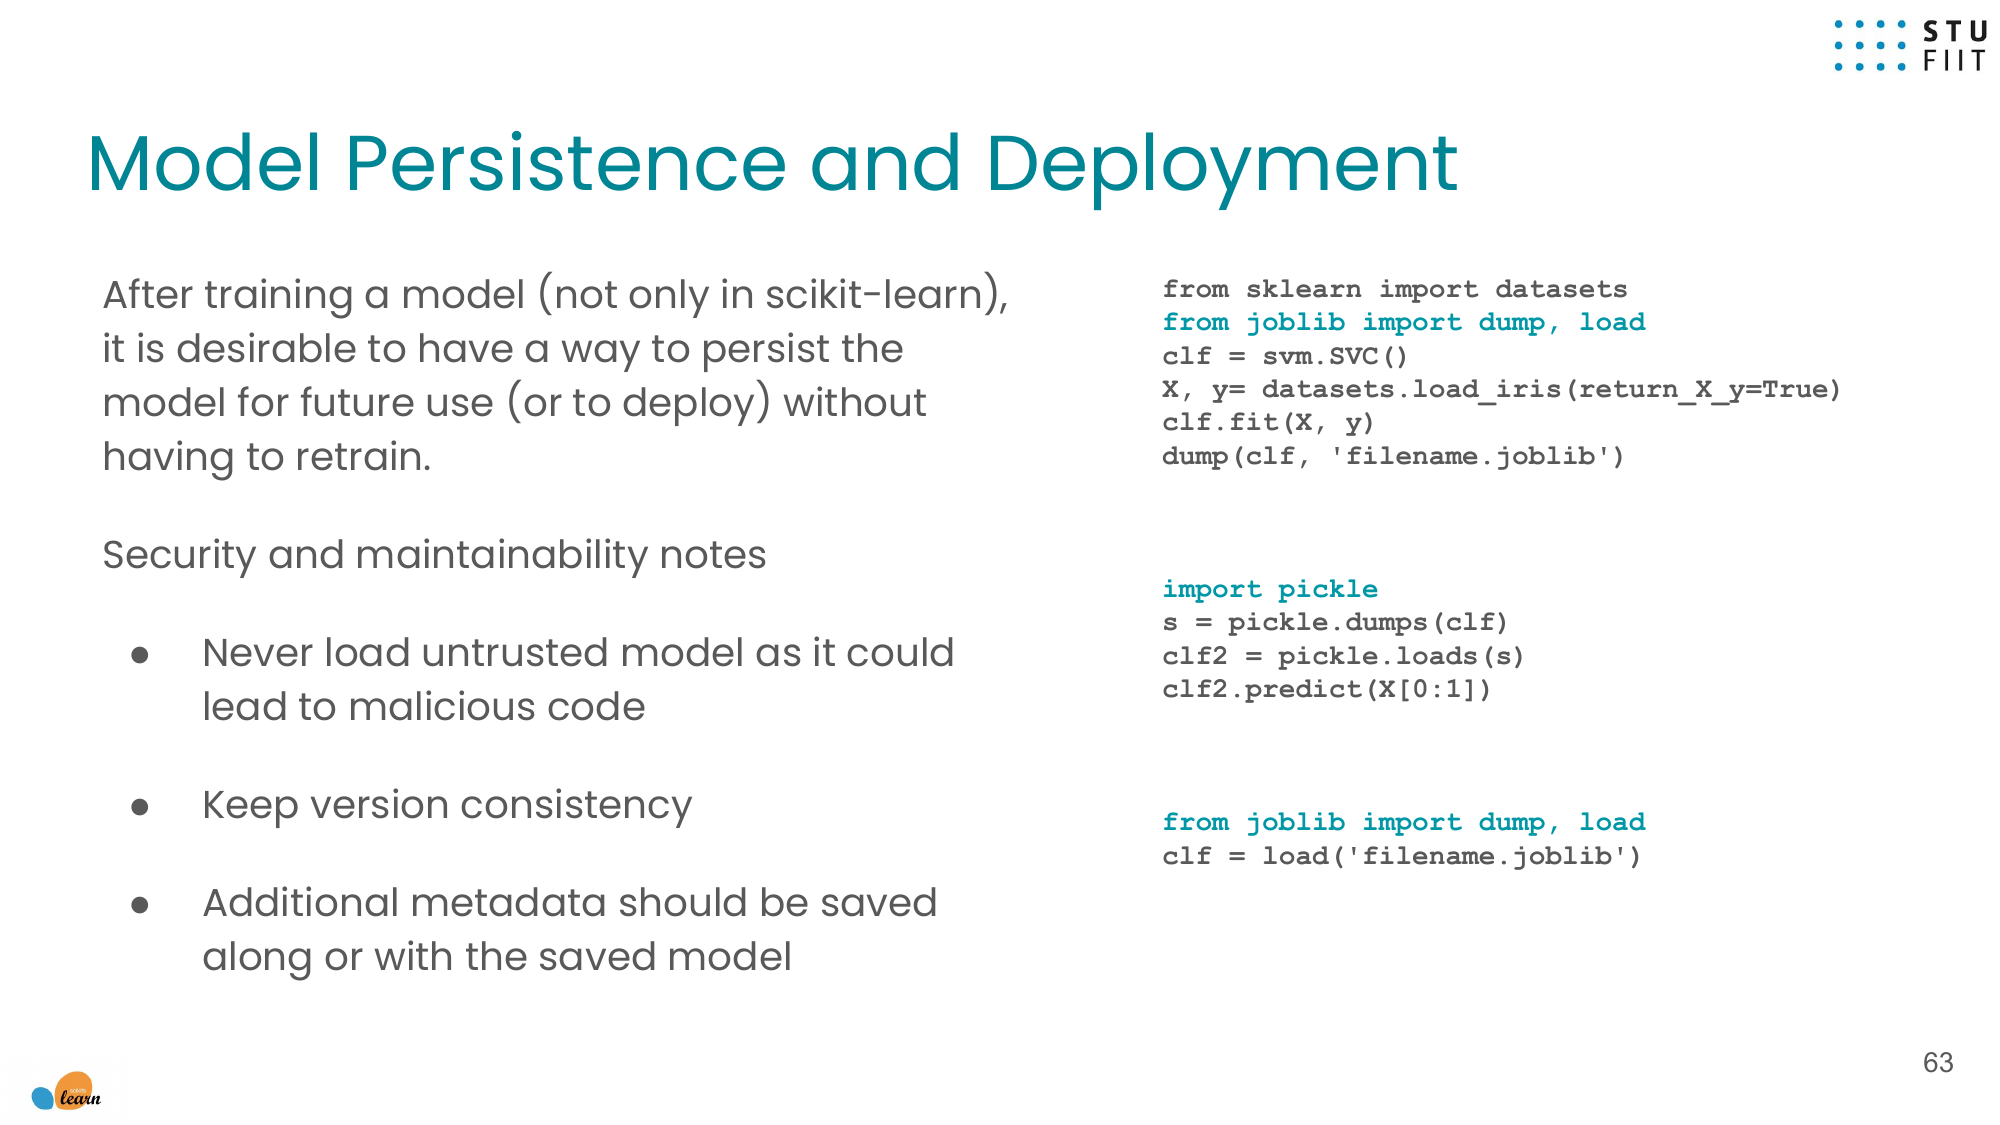 STU
FIIT
Model Persistence and Deployment
After training a model (not only in scikit-learn),
it is desirable to have a way to persist the
model for future use (or to deploy) without
having to retrain.
Security and maintainability notes
● Never load untrusted model as it could
lead to malicious code
● Keep version consistency
● Additional metadata should be saved
along or with the saved model
from sklearn import datasets
from joblib import dump, load
clf = svm.SVC()
X, y= datasets.load_iris(return_X_y=True)
clf.fit(X, y)
dump(clf, 'filename.joblib')
import pickle
s = pickle.dumps(clf)
clf2 = pickle.loads(s)
clf2.predict(X[0:1])
from joblib import dump, load
clf = load('filename.joblib')
scikit
learn
63